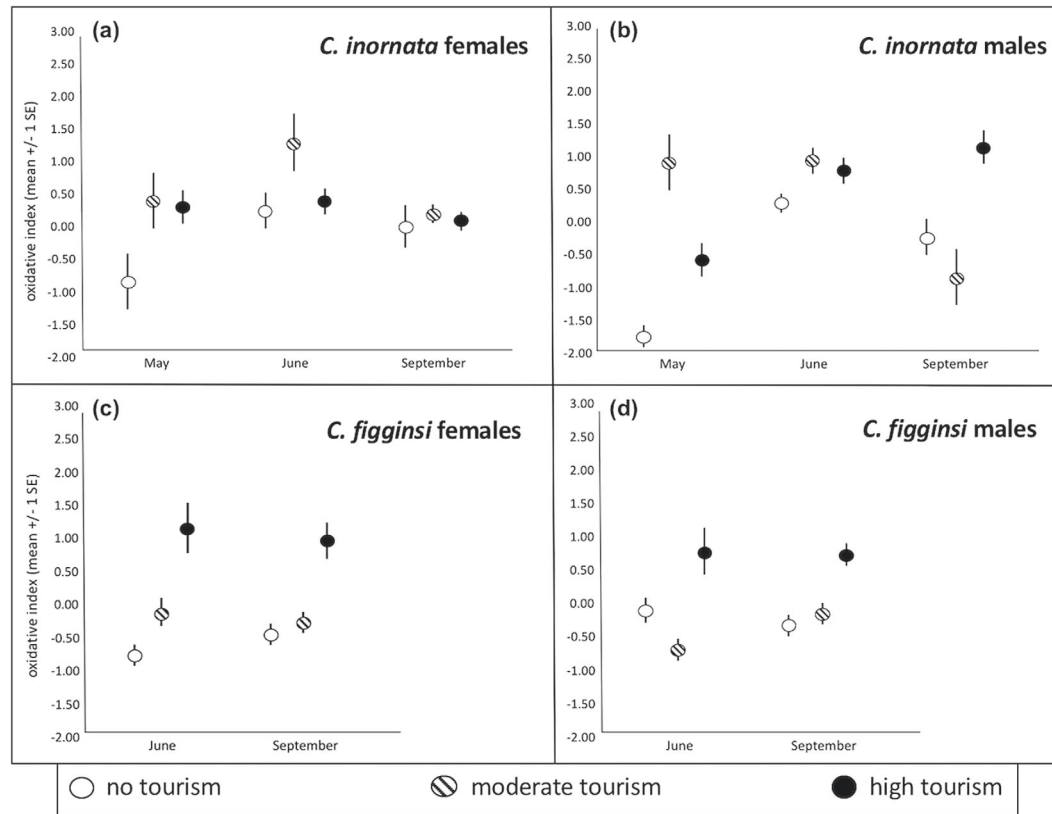 (a)
C. inornata females
oxidative index (mean +/- 1 SE)
3.00
2.50
2.00
1.50
1.00
0.50
0.00
-0.50
-1.00
-1.50
-2.00
May June September
(b)
C. inornata males
3.00
2.50
2.00
1.50
1.00
0.50
0.00
-0.50
-1.00
-1.50
-2.00
May June September
(c)
C. figginsi females
oxidative index (mean +/- 1 SE)
3.00
2.50
2.00
1.50
1.00
0.50
0.00
-0.50
-1.00
-1.50
-2.00
June September
(d)
C. figginsi males
3.00
2.50
2.00
1.50
1.00
0.50
0.00
-0.50
-1.00
-1.50
-2.00
June September
no tourism moderate tourism high tourism